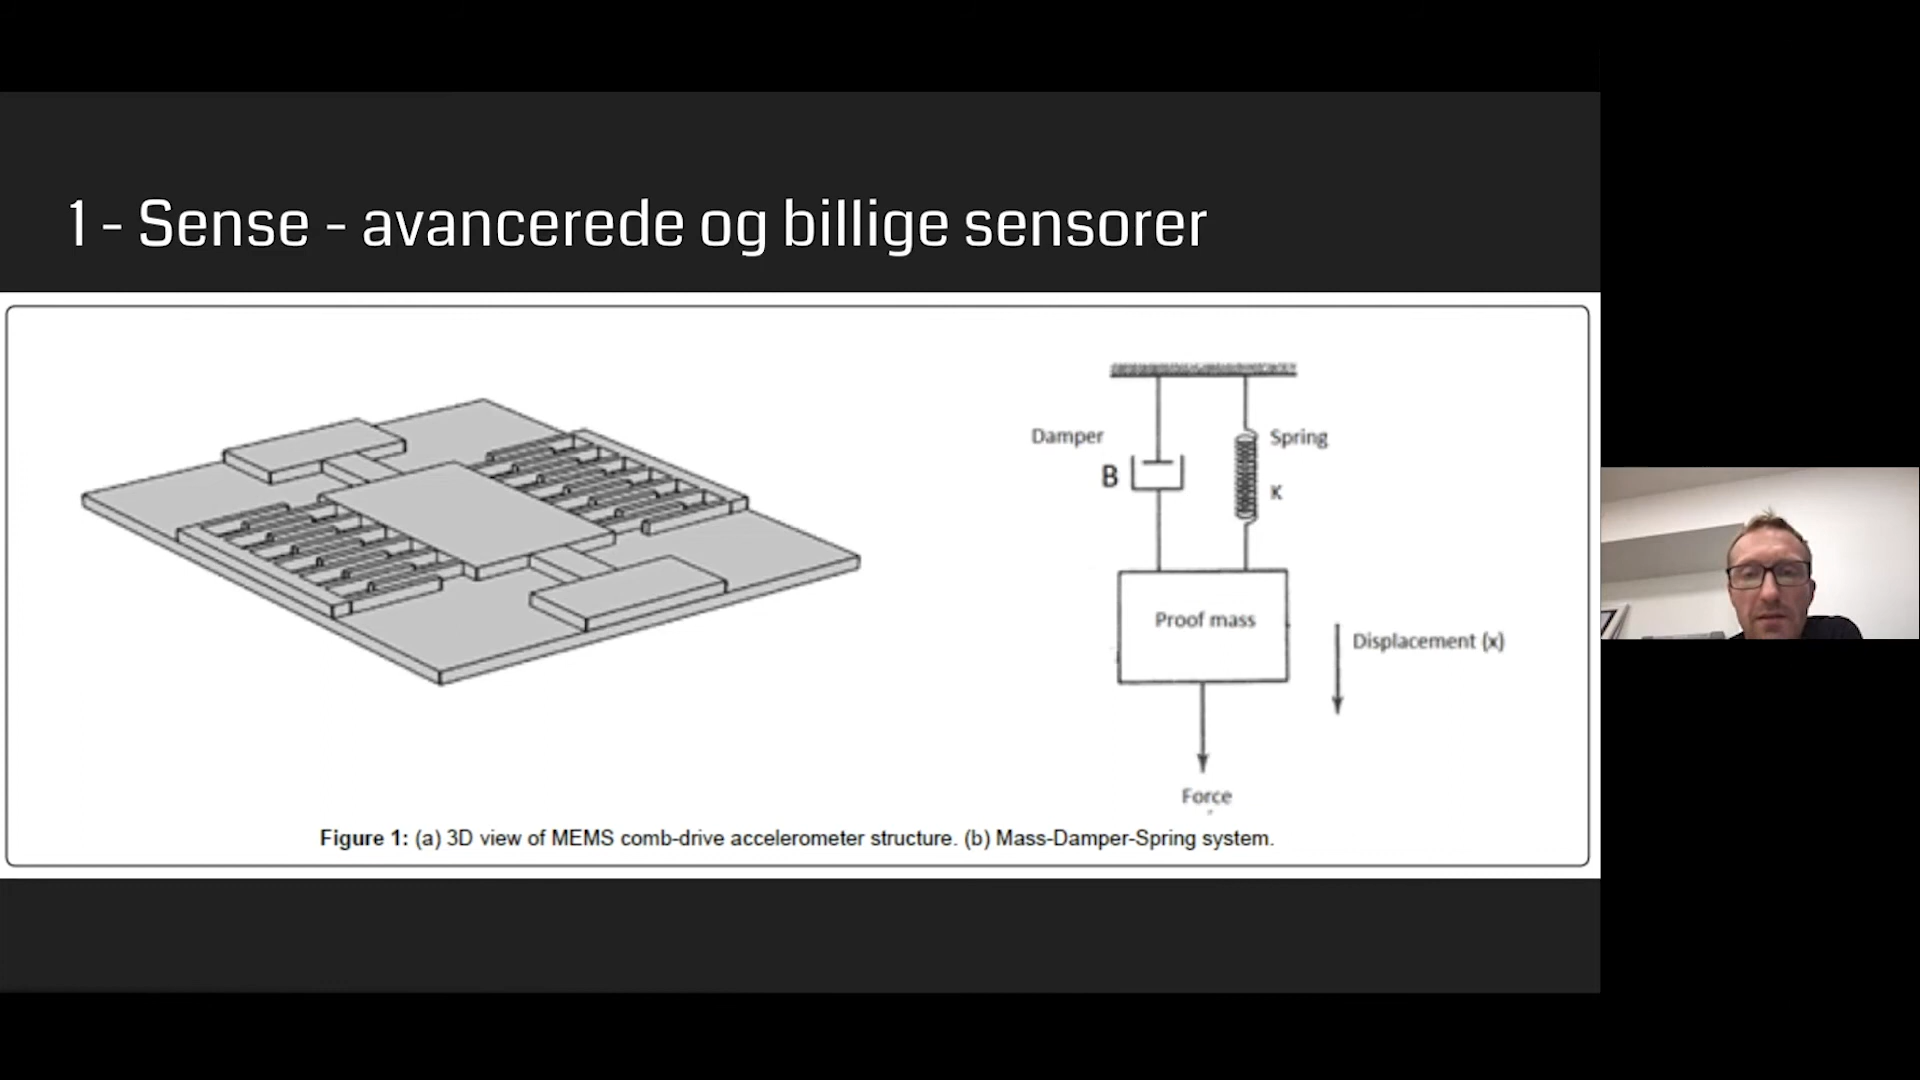 1 - Sense - avancerede og billige sensorer
Damper
Spring
B
K
Proof mass
Displacement (x)
Force
Figure 1: (a) 3D view of MEMS comb-drive accelerometer structure. (b) Mass-Damper-Spring system.